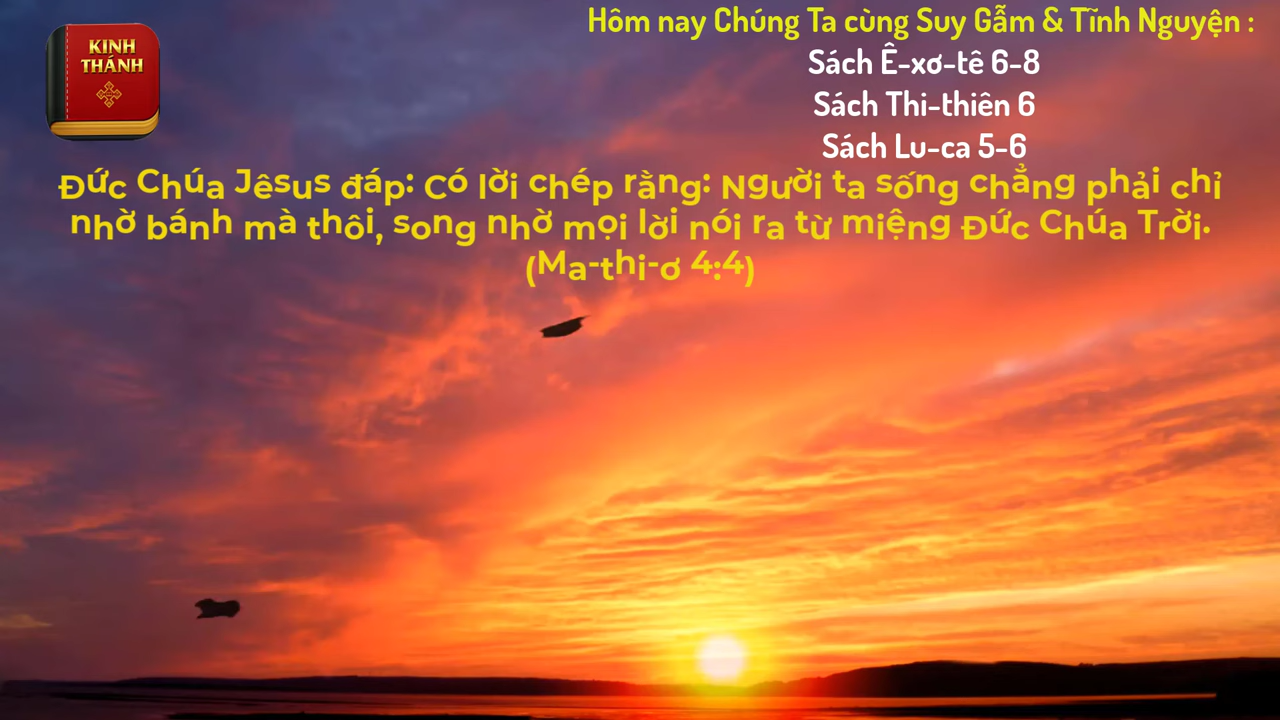 KINH
THÁNH
Hôm nay Chúng Ta cùng Suy Gẫm & Tĩnh Nguyện :
Sách Ê-xơ-tê 6-8
Sách Thi-thiên 6
Sách Lu-ca 5-6
Đức Chúa Jêsus đáp: Có lời chép rằng: Người ta sống chẳng phải chỉ
nhờ bánh mà thôi, song nhờ mọi lời nói ra từ miệng Đức Chúa Trời.
(Ma-thi-ơ 4:4)